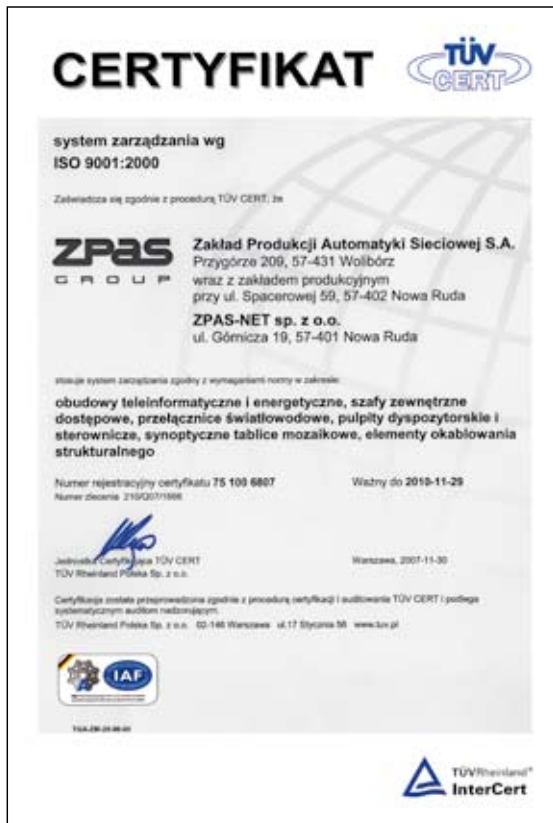 CERTYFIKAT
TÜV
CERT
system zarządzania wg
ISO 9001:2000
Zaświadcza się zgodnie z procedurą TÜV CERT, że
ZPAS
GROUP
Zakład Produkcji Automatyki Sieciowej S.A.
Przygórze 209, 57-431 Wolibórz
wraz z zakładem produkcyjnym
przy ul. Spacerowej 59, 57-402 Nowa Ruda
ZPAS-NET sp. z o.o.
ul. Górnicza 19, 57-401 Nowa Ruda
stosuje system zarządzania zgodny z wymaganiami normy w zakresie:
obudowy teleinformatyczne i energetyczne, szafy zewnętrzne
dostępowe, przełącznice światłowodowe, pulpity dyspozytorskie i
sterownicze, synoptyczne tablice mozaikowe, elementy okablowania
strukturalnego
Numer rejestracyjny certyfikatu 75 100 6807
Ważny do 2010-11-29
Numer zlecenia
Jednostka Certyfikująca TÜV CERT
TÜV Rheinland Polska Sp. z o.o.
Warszawa, 2007-11-30
Certyfikacja została przeprowadzona zgodnie z procedurą certyfikacji i auditowania TÜV CERT i podlega
systematycznym auditom nadzorującym.
TÜV Rheinland Polska Sp. z o.o. 02-146 Warszawa ul.17 Stycznia 56 www.tuv.pl
IAF
TÜVRheinland®
InterCert